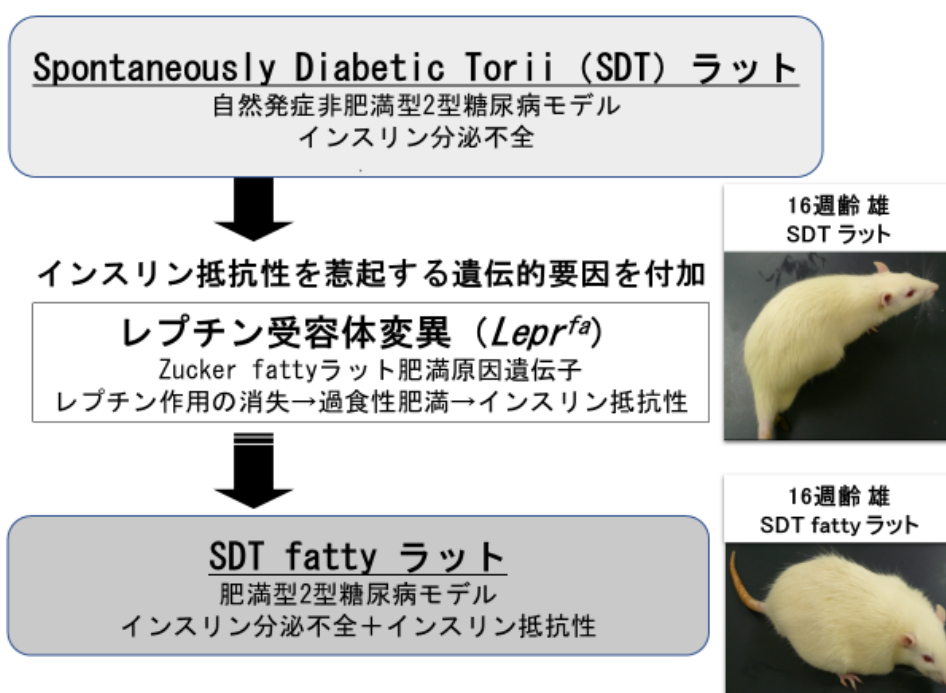 Spontaneously Diabetic Torii (SDT) ラット
自然発症非肥満型2型糖尿病モデル
インスリン分泌不全
16週齢 雄
SDT ラット
インスリン抵抗性を惹起する遺伝的要因を付加
レプチン受容体変異 (Lepr^fa)
Zucker fattyラット肥満原因遺伝子
レプチン作用の消失→過食性肥満→インスリン抵抗性
16週齢 雄
SDT fatty ラット
SDT fatty ラット
肥満型2型糖尿病モデル
インスリン分泌不全＋インスリン抵抗性